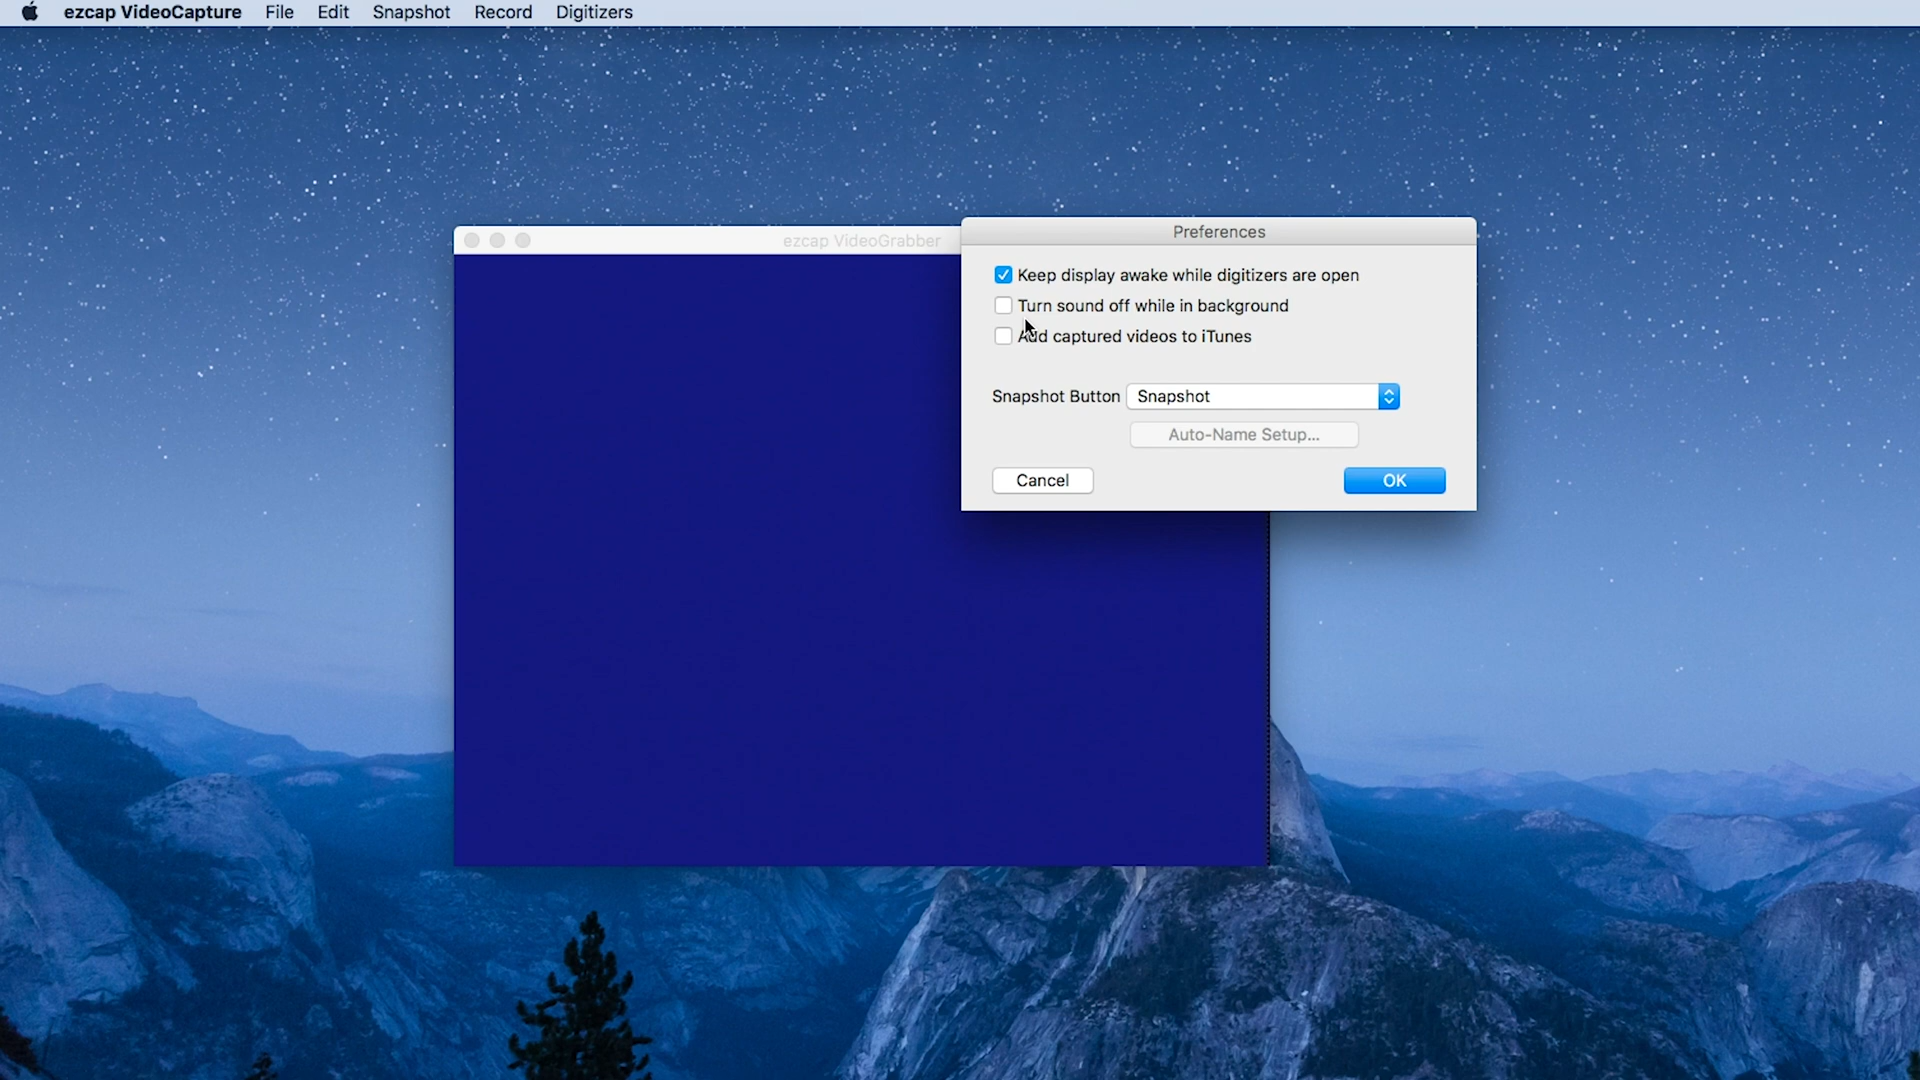 ezcap VideoCapture File Edit Snapshot Record Digitizers
ezcap VideoGrabber
Preferences
Keep display awake while digitizers are open
Turn sound off while in background
Add captured videos to iTunes
Snapshot Button Snapshot
Auto-Name Setup...
Cancel OK